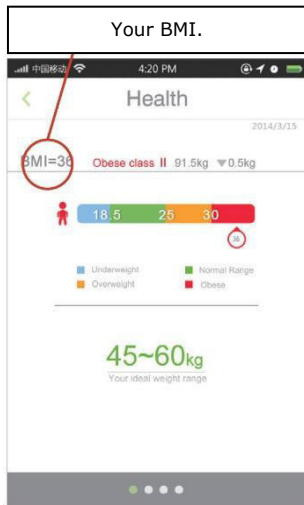 Your BMI.
中国移动 4:20 PM
Health
2014/3/15
BMI=36 Obese class II 91.5kg ▼0.5kg
18.5 25 30
36
Underweight Normal Range
Overweight Obese
45~60kg
Your ideal weight range